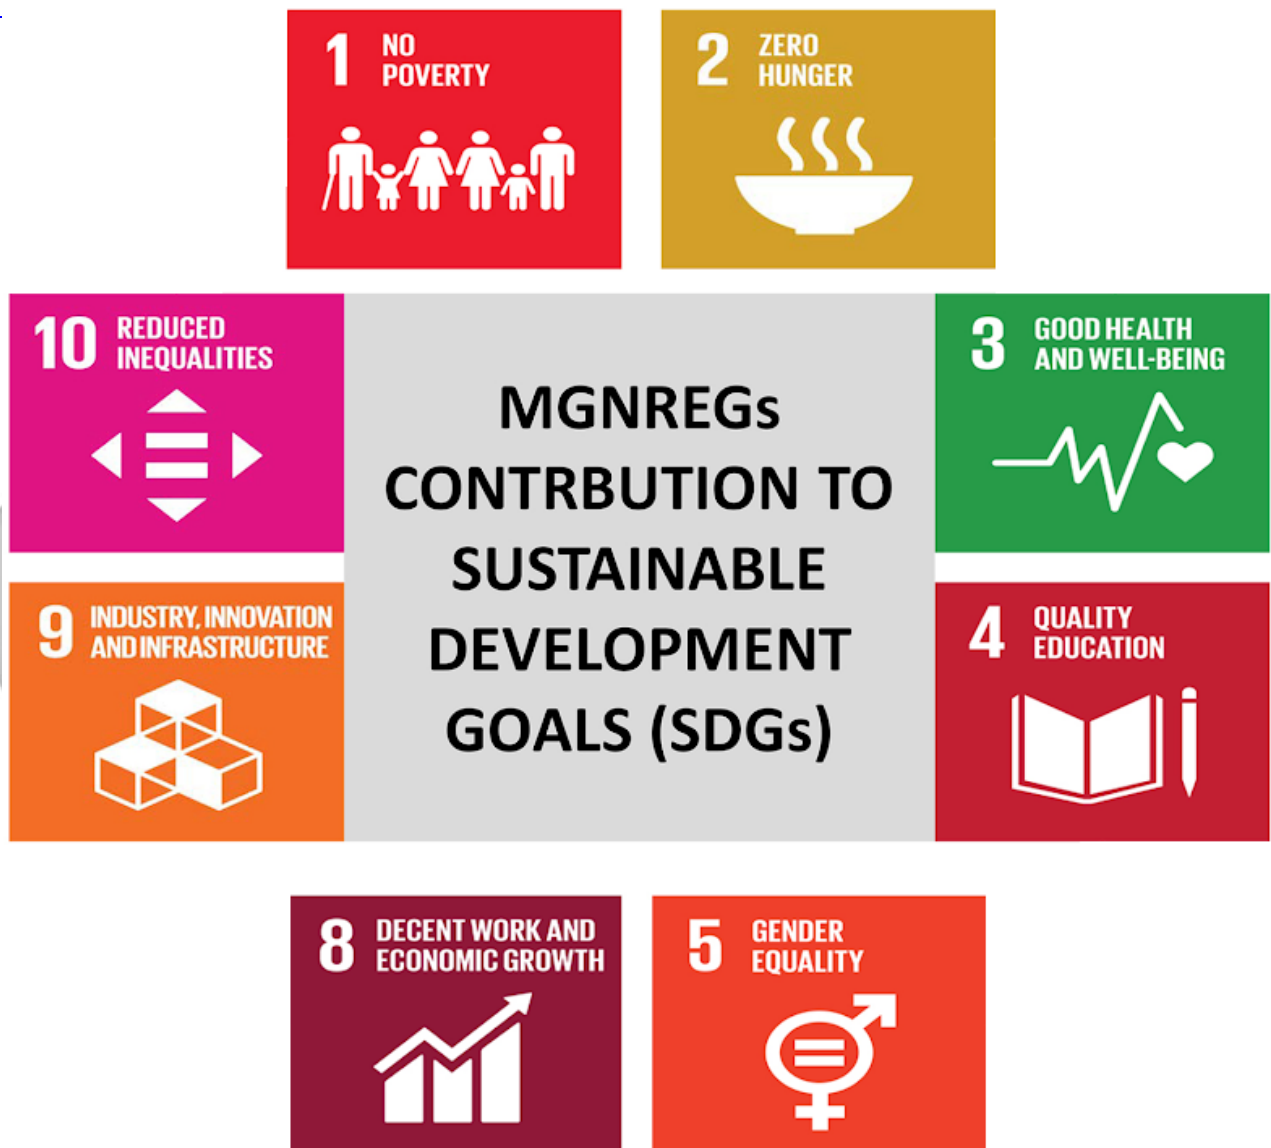 1 NO
POVERTY
2 ZERO
HUNGER
10 REDUCED
INEQUALITIES
MGNREGs
CONTRBUTION TO
SUSTAINABLE
DEVELOPMENT
GOALS (SDGs)
3 GOOD HEALTH
AND WELL-BEING
9 INDUSTRY, INNOVATION
AND INFRASTRUCTURE
4 QUALITY
EDUCATION
8 DECENT WORK AND
ECONOMIC GROWTH
5 GENDER
EQUALITY